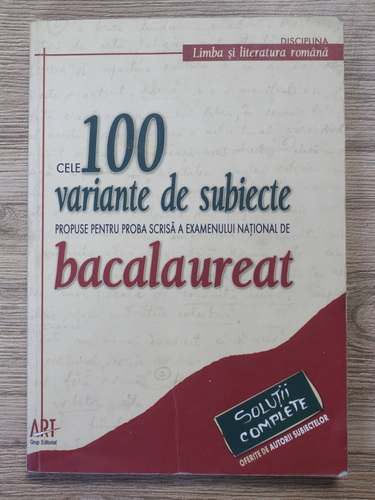 DISCIPLINA
Limba și literatura română
CELE 100
variante de subiecte
PROPUSE PENTRU PROBA SCRISĂ A EXAMENULUI NAȚIONAL DE
bacalaureat
SOLUȚII
COMPLETE
OFERITE DE AUTORII SUBIECTELOR
ART
Grup Editorial